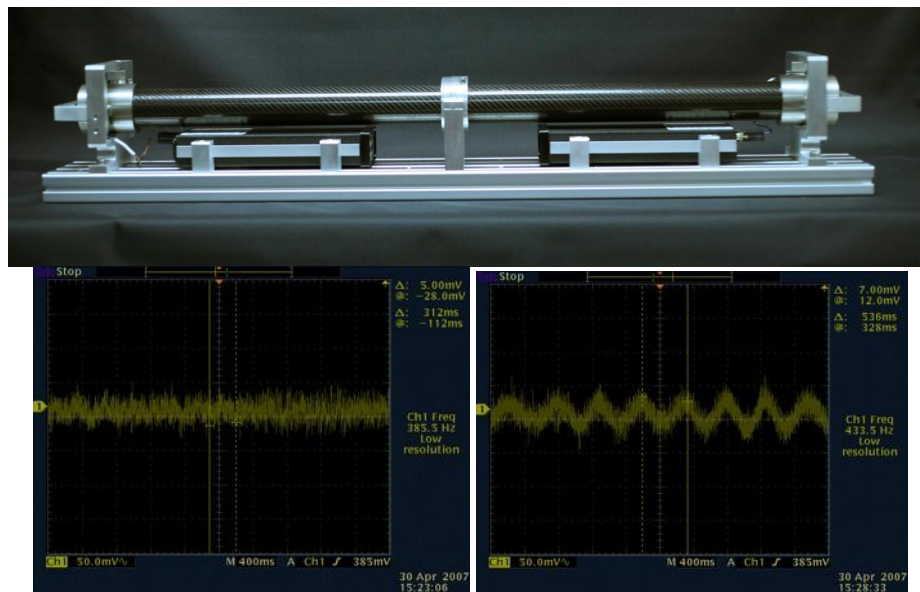 Stop
Δ: 5.00mV
@: -28.0mV
Δ: 312ms
@: -112ms
1
Ch1 Freq
385.5 Hz
Low
resolution
Ch1 50.0mV∿ M 400ms A Ch1 ƒ 385mV
30 Apr 2007
15:23:06
Stop
Δ: 7.00mV
@: 12.0mV
Δ: 536ms
@: 328ms
1
Ch1 Freq
433.5 Hz
Low
resolution
Ch1 50.0mV∿ M 400ms A Ch1 ƒ 385mV
30 Apr 2007
15:28:33